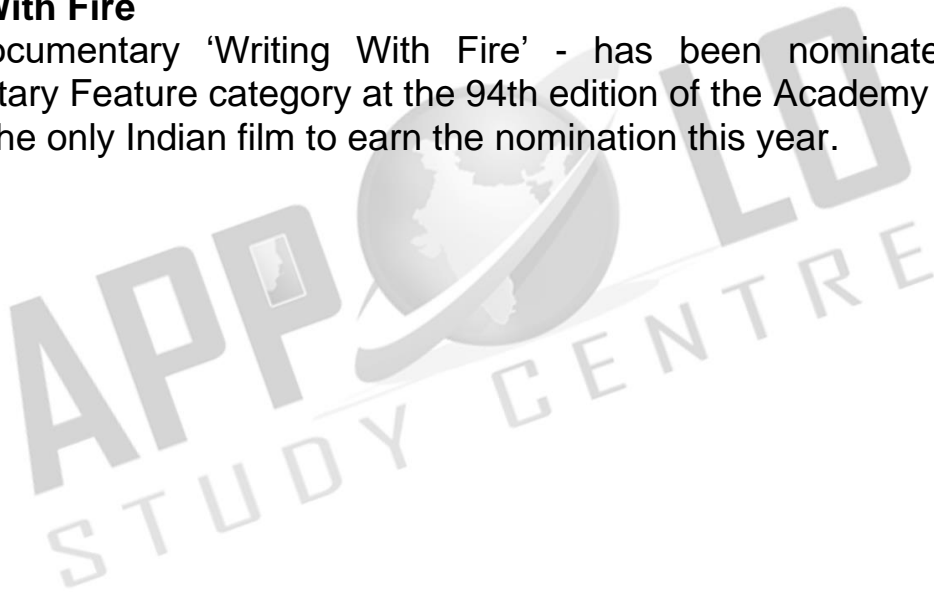 With Fire
ocumentary 'Writing With Fire' - has been nominate
tary Feature category at the 94th edition of the Academy
he only Indian film to earn the nomination this year.
APPOLO
STUDY CENTRE